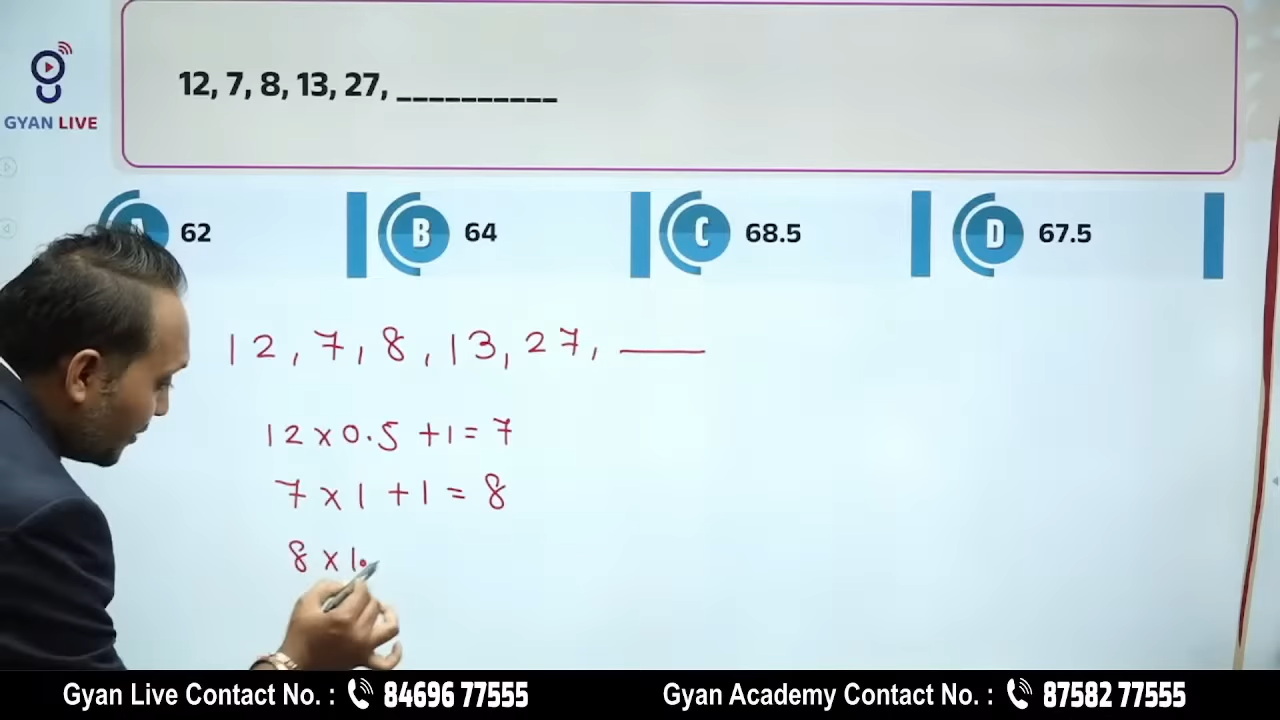 12, 7, 8, 13, 27, __________
GYAN LIVE
A 62
B 64
C 68.5
D 67.5
12, 7, 8, 13, 27, ___
12 x 0.5 + 1 = 7
7 x 1 + 1 = 8
8 x 1.
Gyan Live Contact No. : 84696 77555
Gyan Academy Contact No. : 87582 77555